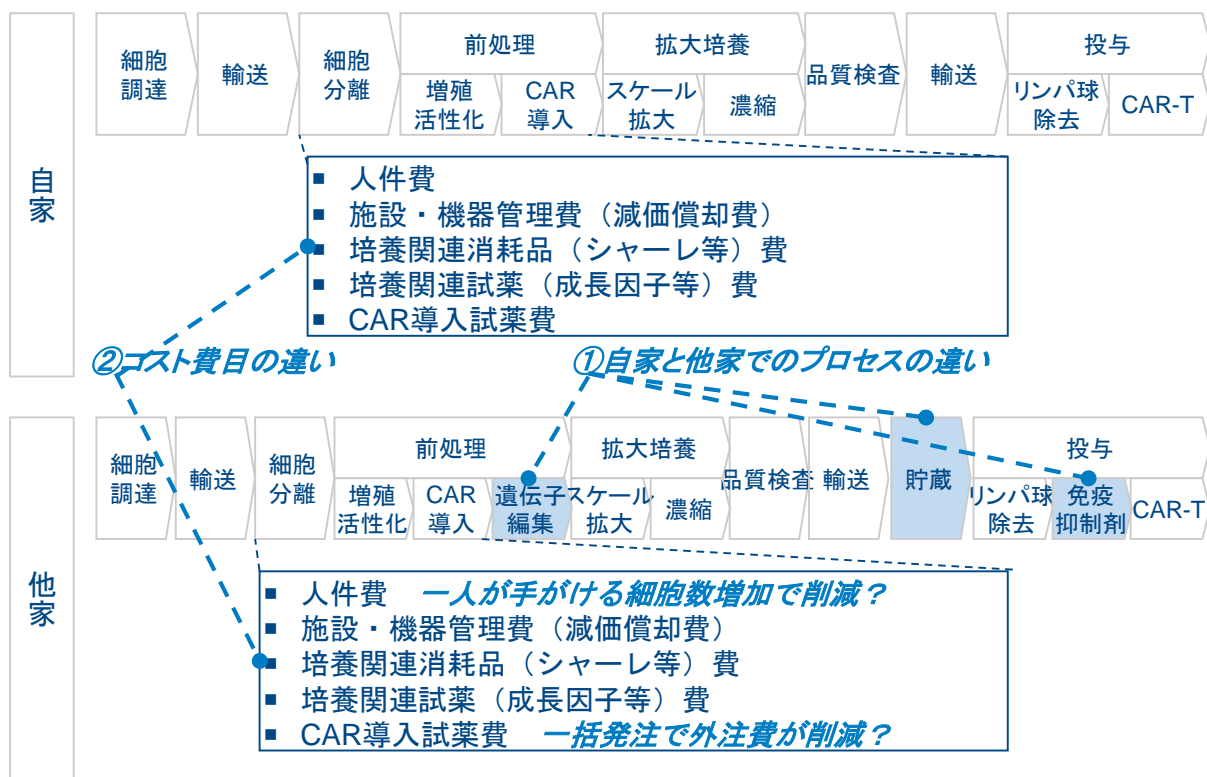 自家
細胞
調達
輸送
細胞
分離
前処理
増殖
活性化
CAR
導入
拡大培養
スケール
拡大
濃縮
品質検査
輸送
投与
リンパ球
除去
CAR-T
■ 人件費
■ 施設・機器管理費（減価償却費）
■ 培養関連消耗品（シャーレ等）費
■ 培養関連試薬（成長因子等）費
■ CAR導入試薬費
②コスト費目の違い
①自家と他家でのプロセスの違い
他家
細胞
調達
輸送
細胞
分離
前処理
増殖
活性化
CAR
導入
遺伝子
編集
拡大培養
スケール
拡大
濃縮
品質検査
輸送
貯蔵
投与
リンパ球
除去
免疫
抑制剤
CAR-T
■ 人件費 一人が手がける細胞数増加で削減？
■ 施設・機器管理費（減価償却費）
■ 培養関連消耗品（シャーレ等）費
■ 培養関連試薬（成長因子等）費
■ CAR導入試薬費 一括発注で外注費が削減？